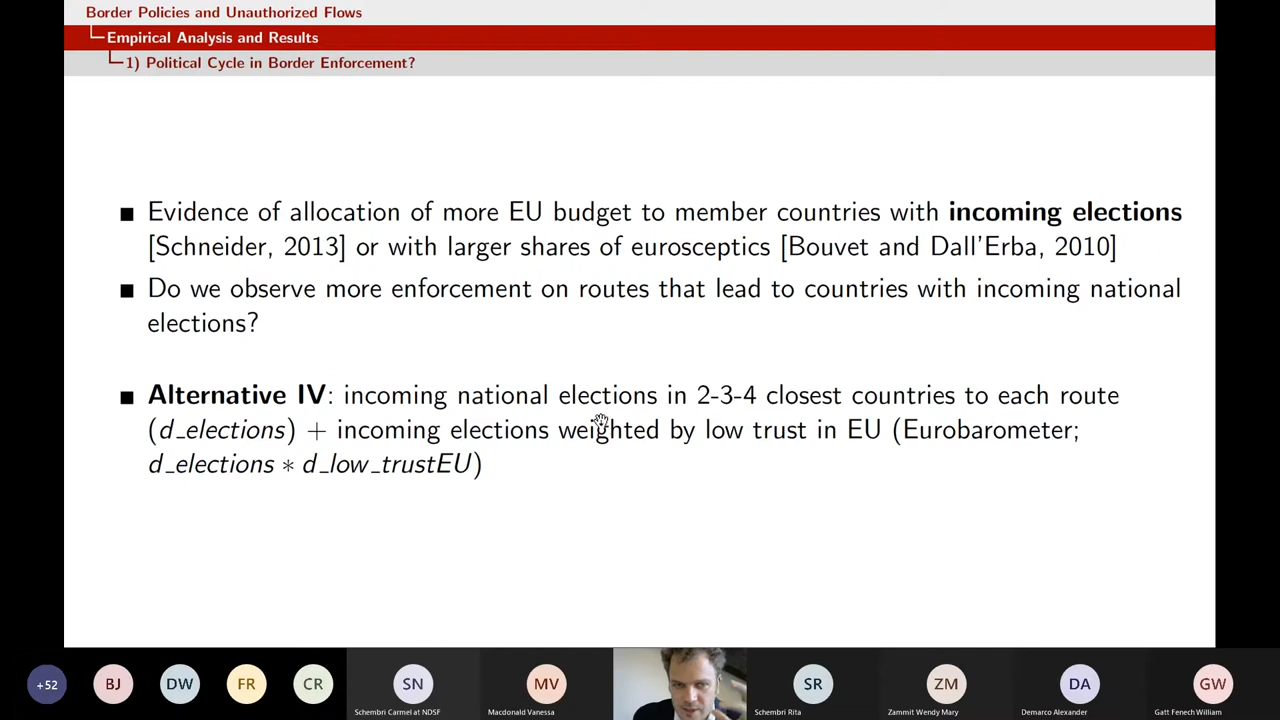 Border Policies and Unauthorized Flows
Empirical Analysis and Results
1) Political Cycle in Border Enforcement?
■ Evidence of allocation of more EU budget to member countries with incoming elections
[Schneider, 2013] or with larger shares of eurosceptics [Bouvet and Dall'Erba, 2010]
■ Do we observe more enforcement on routes that lead to countries with incoming national
elections?
■ Alternative IV: incoming national elections in 2-3-4 closest countries to each route
(d_elections) + incoming elections weighted by low trust in EU (Eurobarometer;
d_elections * d_low_trustEU)
+52
BJ
DW
FR
CR
SN
MV
SR
ZM
DA
GW
Schembri Carmel at NDSF
Macdonald Vanessa
Schembri Rita
Zammit Wendy Mary
Demarco Alexander
Gatt Fenech William